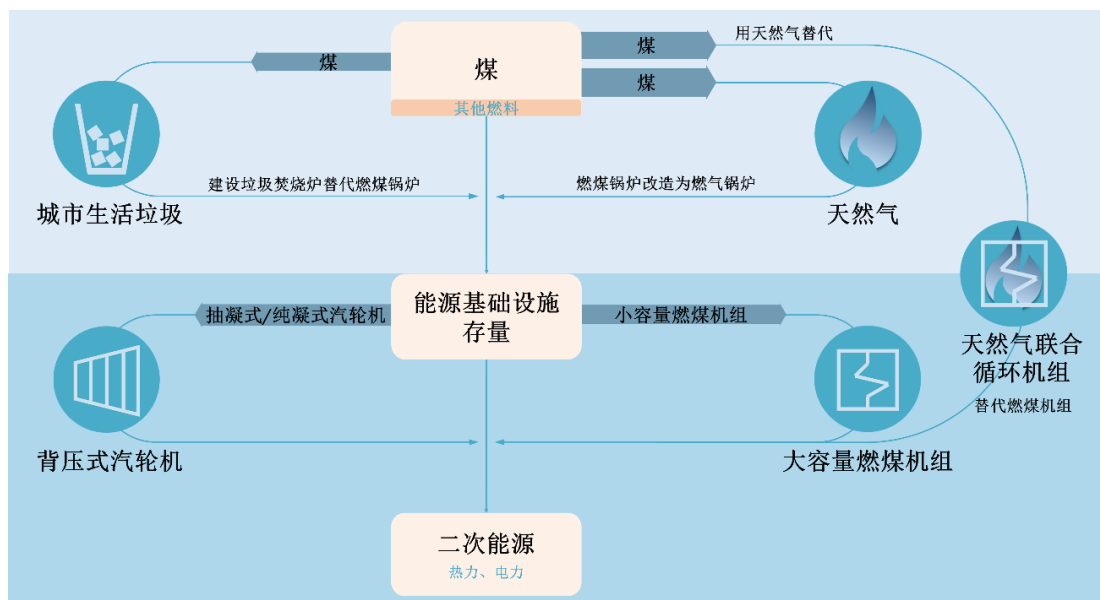 用天然气替代
煤
煤
煤
煤
其他燃料
建设垃圾焚烧炉替代燃煤锅炉
燃煤锅炉改造为燃气锅炉
城市生活垃圾
天然气
能源基础设施
存量
抽凝式/纯凝式汽轮机
小容量燃煤机组
天然气联合
循环机组
替代燃煤机组
背压式汽轮机
大容量燃煤机组
二次能源
热力、电力